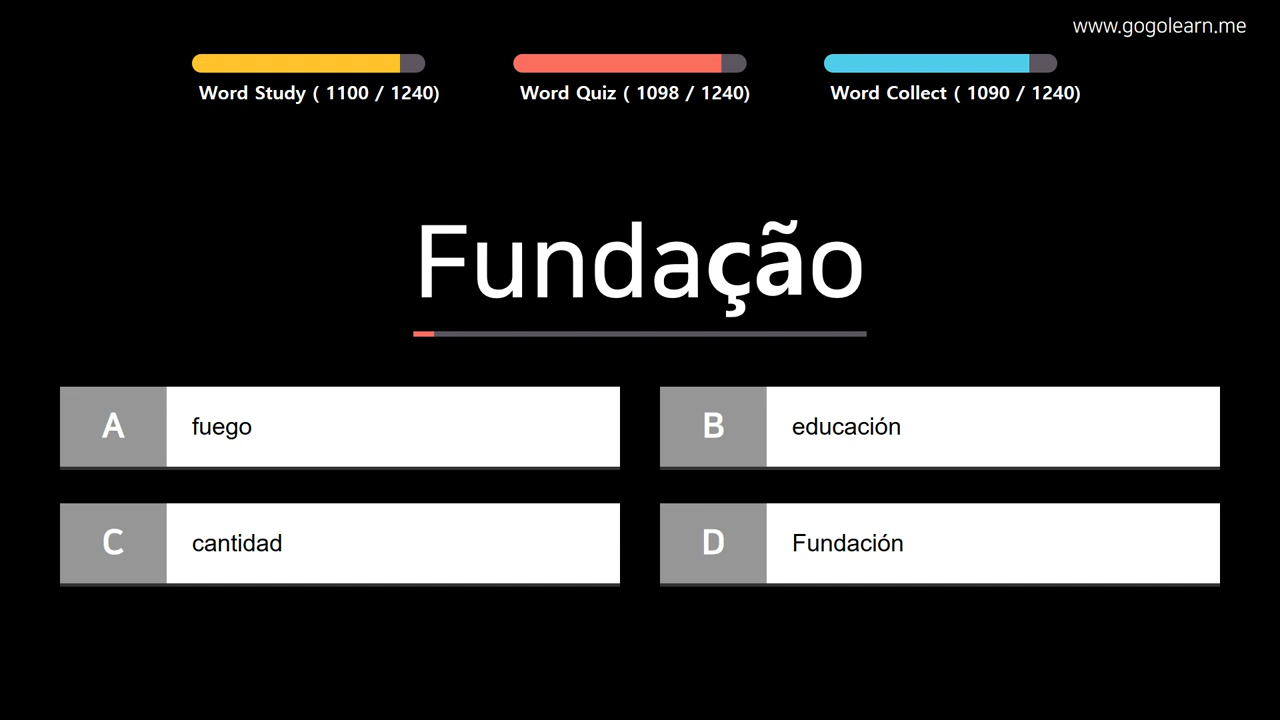 www.gogolearn.me
Word Study ( 1100 / 1240)
Word Quiz ( 1098 / 1240)
Word Collect ( 1090 / 1240)
Fundação
A fuego
B educación
C cantidad
D Fundación